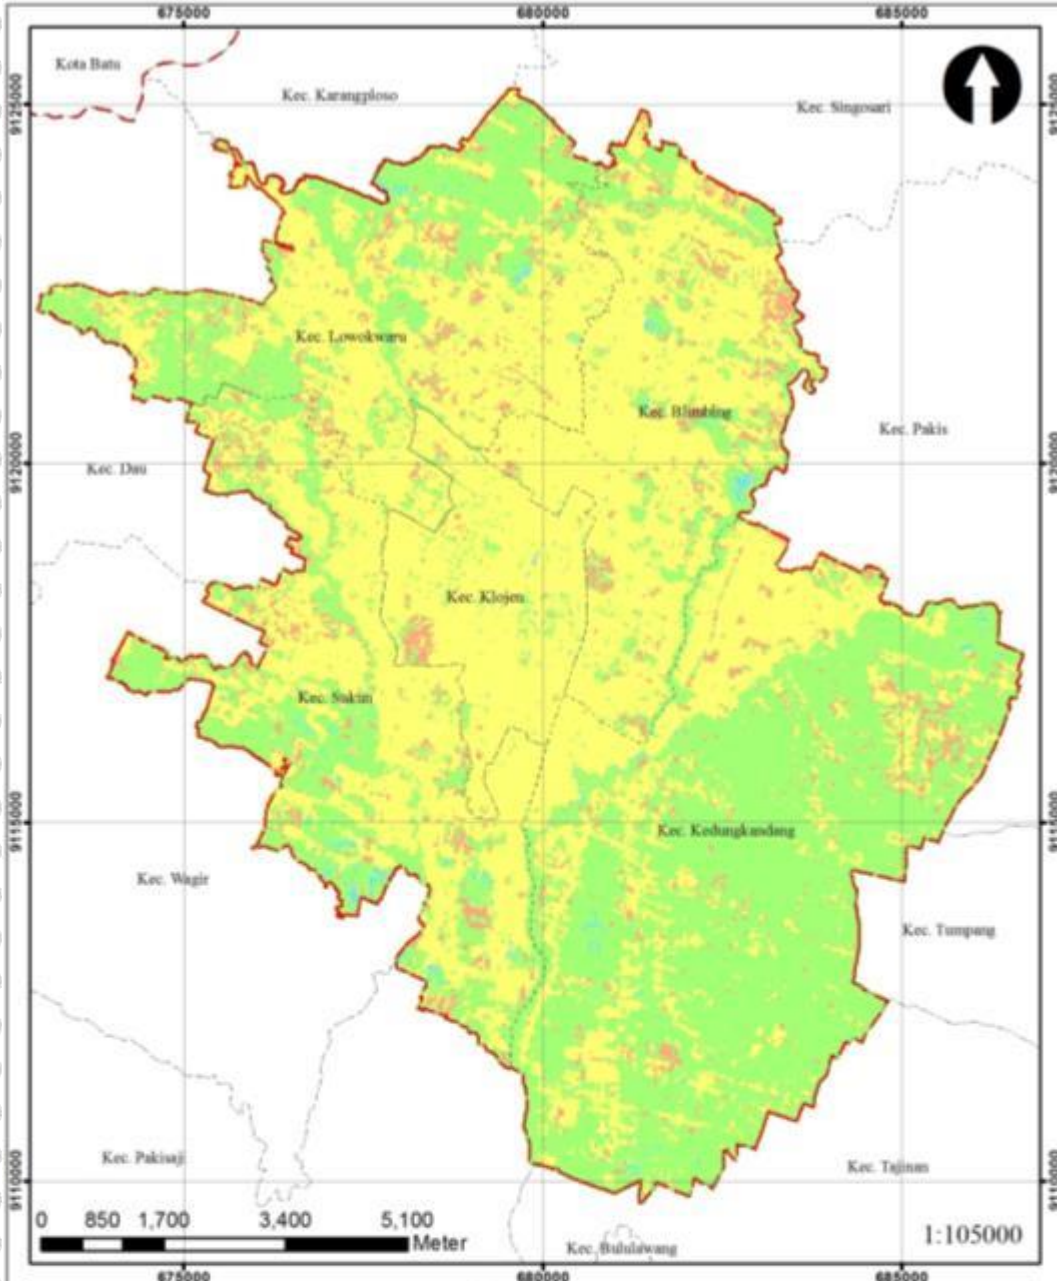 675000
680000
685000
Kota Batu
Kec. Karangploso
Kec. Singosari
9125000
9125000
Kec. Lowokwaru
Kec. Blimbing
Kec. Pakis
Kec. Dau
9120000
9120000
Kec. Klojen
Kec. Sukun
Kec. Kedungkandang
9115000
9115000
Kec. Wagir
Kec. Tumpang
Kec. Pakisaji
Kec. Tajinan
9110000
9110000
0 850 1,700 3,400 5,100
Meter
1:105000
Kec. Bululawang
675000
680000
685000